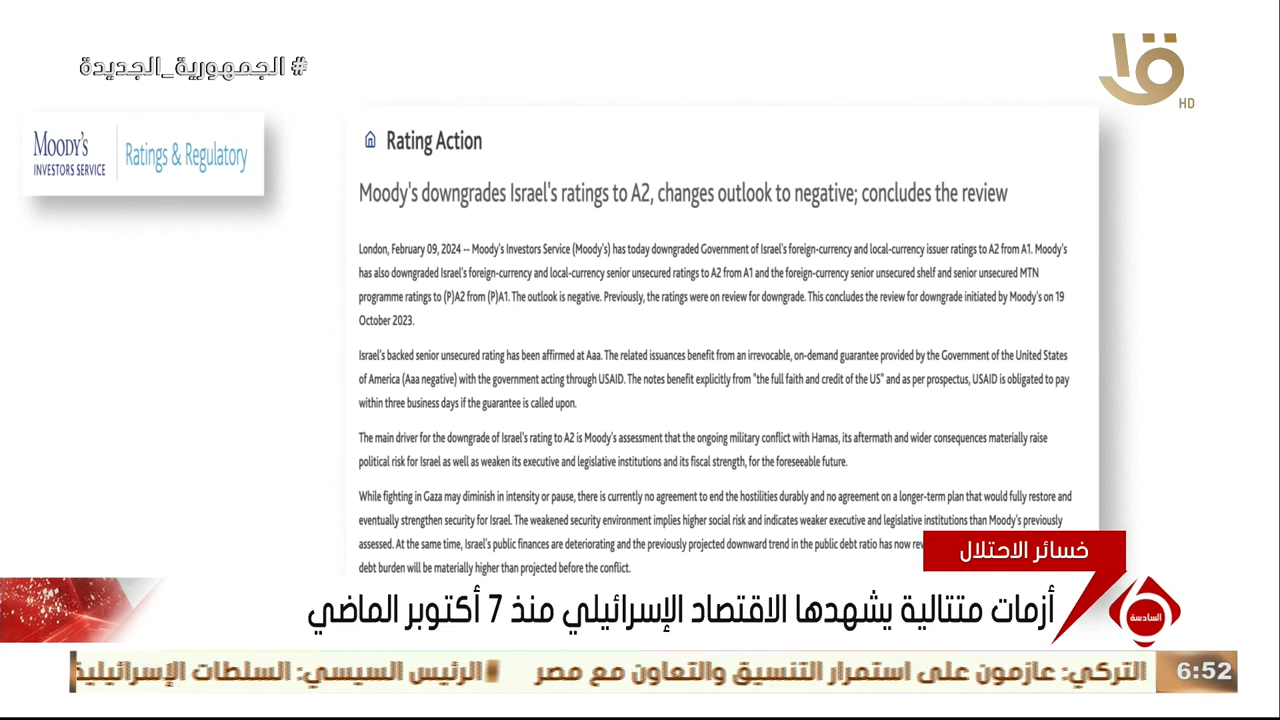 #الجمهورية_الجديدة
HD
MOODY'S
INVESTORS SERVICE
Ratings & Regulatory
Rating Action
Moody's downgrades Israel's ratings to A2, changes outlook to negative; concludes the review
London, February 09, 2024 -- Moody's Investors Service (Moody's) has today downgraded Government of Israel's foreign-currency and local-currency issuer ratings to A2 from A1. Moody's
has also downgraded Israel's foreign-currency and local-currency senior unsecured ratings to A2 from A1 and the foreign-currency senior unsecured shelf and senior unsecured MTN
programme ratings to (P)A2 from (P)A1. The outlook is negative. Previously, the ratings were on review for downgrade. This concludes the review for downgrade initiated by Moody's on 19
October 2023.
Israel's backed senior unsecured rating has been affirmed at Aaa. The related issuances benefit from an irrevocable, on-demand guarantee provided by the Government of the United States
of America (Aaa negative) with the government acting through USAID. The notes benefit explicitly from "the full faith and credit of the US" and as per prospectus, USAID is obligated to pay
within three business days if the guarantee is called upon.
The main driver for the downgrade of Israel's rating to A2 is Moody's assessment that the ongoing military conflict with Hamas, its aftermath and wider consequences materially raise
political risk for Israel as well as weaken its executive and legislative institutions and its fiscal strength, for the foreseeable future.
While fighting in Gaza may diminish in intensity or pause, there is currently no agreement to end the hostilities durably and no agreement on a longer-term plan that would fully restore and
eventually strengthen security for Israel. The weakened security environment implies higher social risk and indicates weaker executive and legislative institutions than Moody's previously
assessed. At the same time, Israel's public finances are deteriorating and the previously projected downward trend in the public debt ratio has now
debt burden will be materially higher than projected before the conflict.
خسائر الاحتلال
أزمات متتالية يشهدها الاقتصاد الإسرائيلي منذ 7 أكتوبر الماضي
السادسة
التركي: عازمون على استمرار التنسيق والتعاون مع مصر الرئيس السيسي: السلطات
6:52